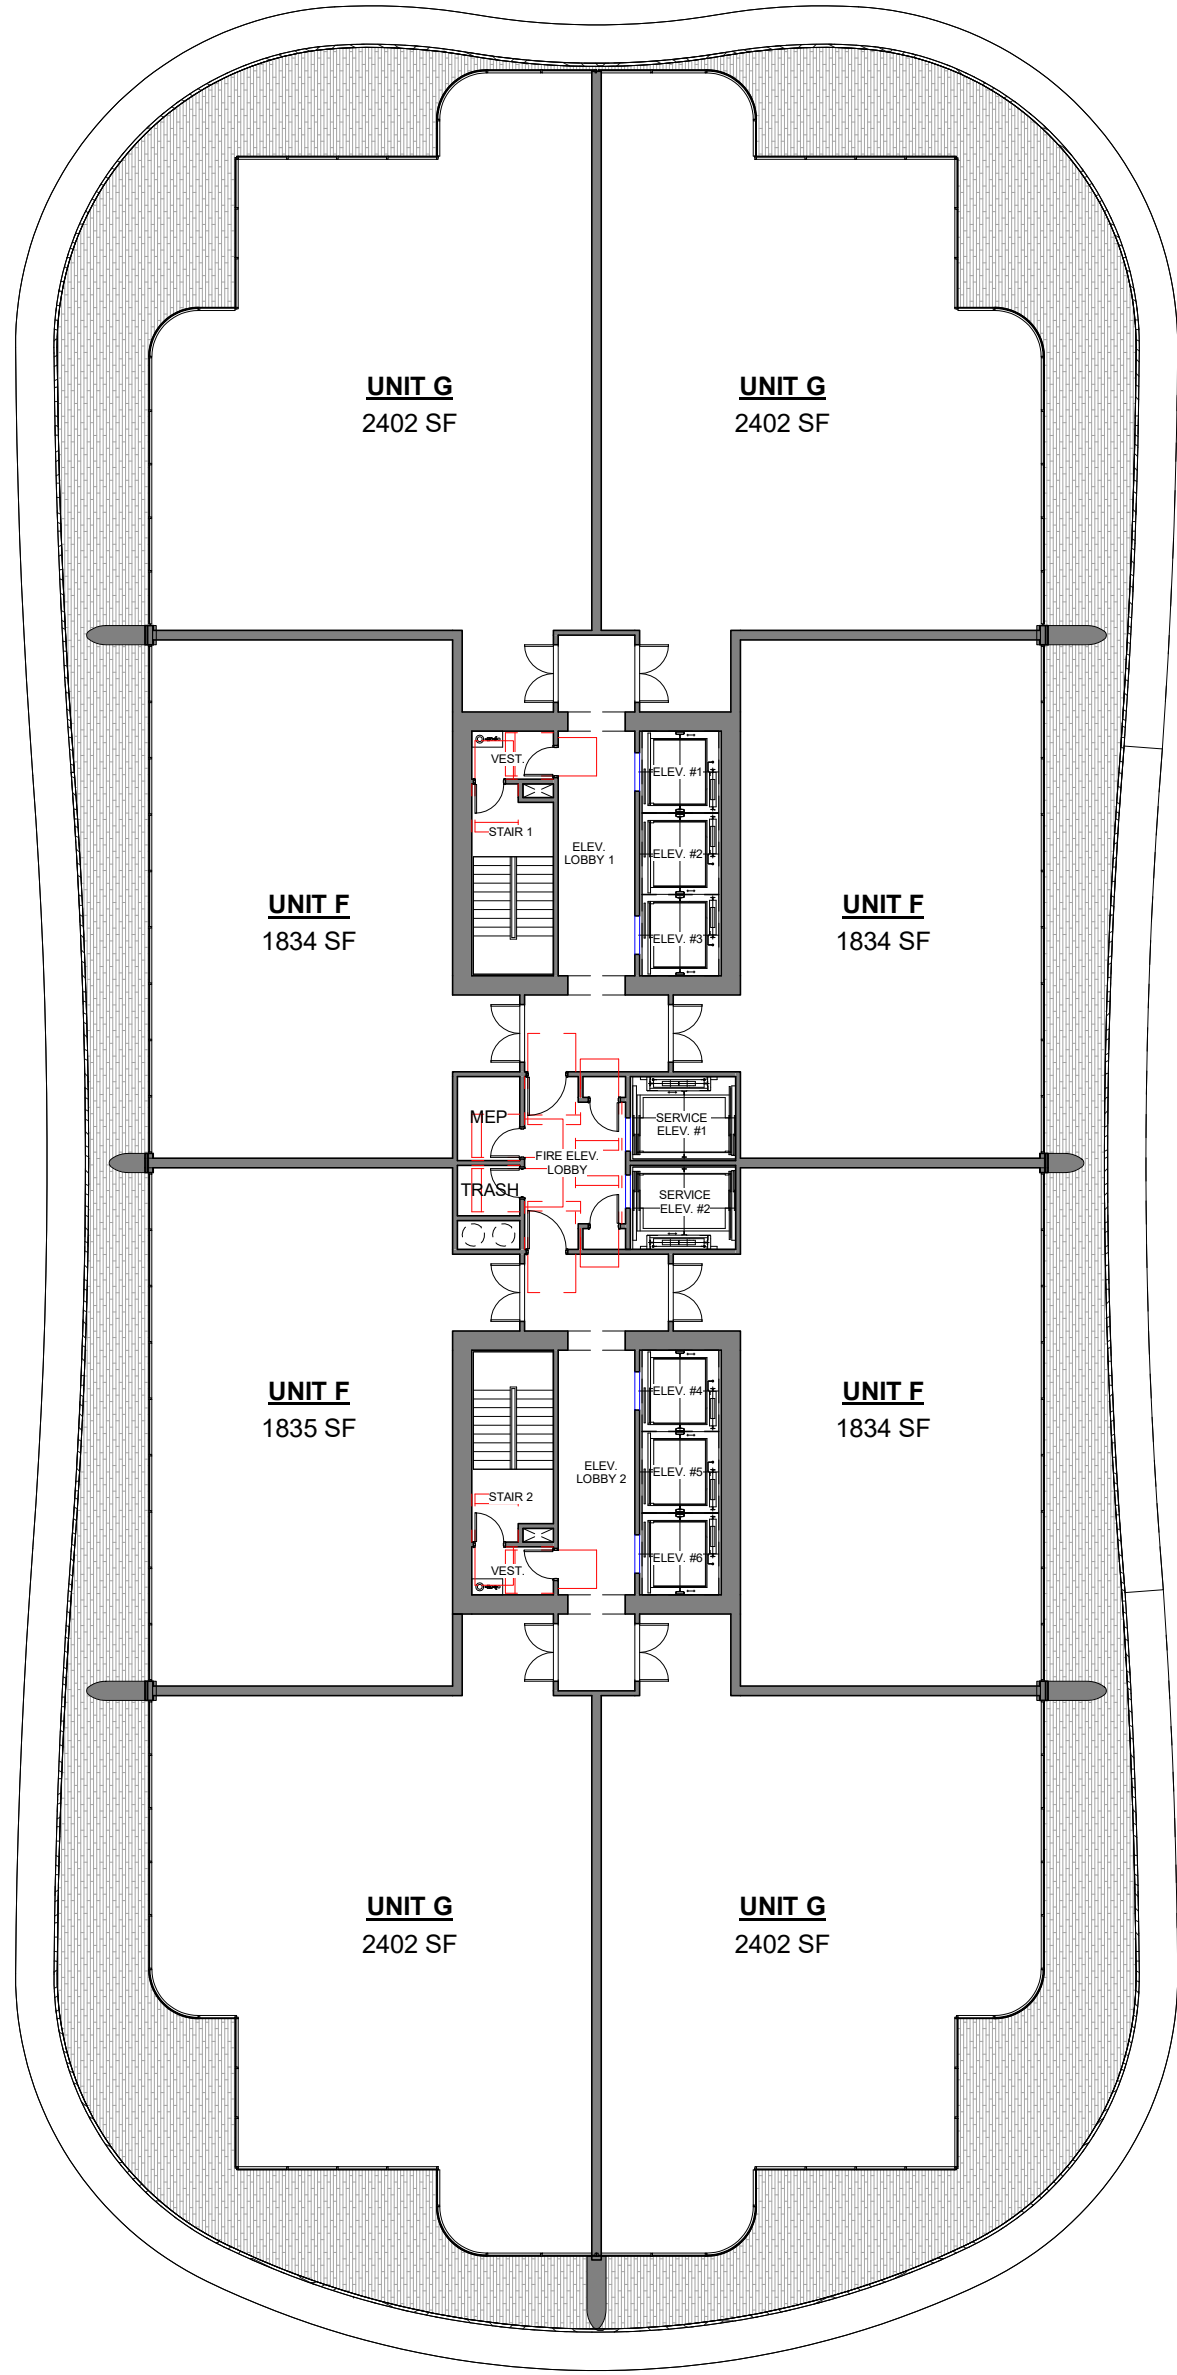 UNIT G
2402 SF
UNIT G
2402 SF
VEST.
ELEV. #1
STAIR 1
ELEV.
LOBBY 1
ELEV. #2
UNIT F
1834 SF
ELEV. #3
UNIT F
1834 SF
MEP
SERVICE
ELEV. #1
FIRE ELEV.
LOBBY
TRASH
SERVICE
ELEV. #2
UNIT F
1835 SF
ELEV. #4
UNIT F
1834 SF
ELEV.
LOBBY 2
ELEV. #5
STAIR 2
VEST.
ELEV. #6
UNIT G
2402 SF
UNIT G
2402 SF